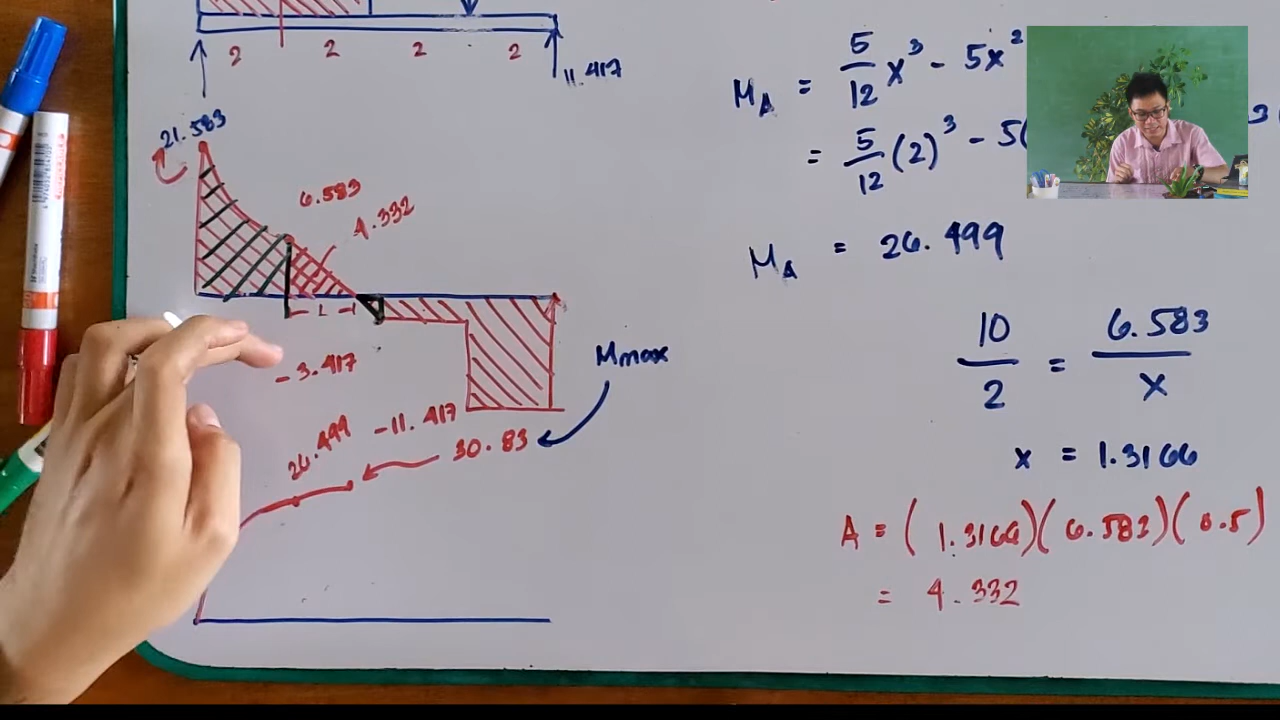 2 2 2 2
11.417
21.583
6.583
4.332
L
-3.417
Mmax
26.499
-11.417
30.83
M_A = 5/12 x³ - 5x²
= 5/12 (2)³ - 5(
M_A = 26.499
10/2 = 6.583/x
x = 1.3166
A = (1.3166)(6.583)(0.5)
= 4.332